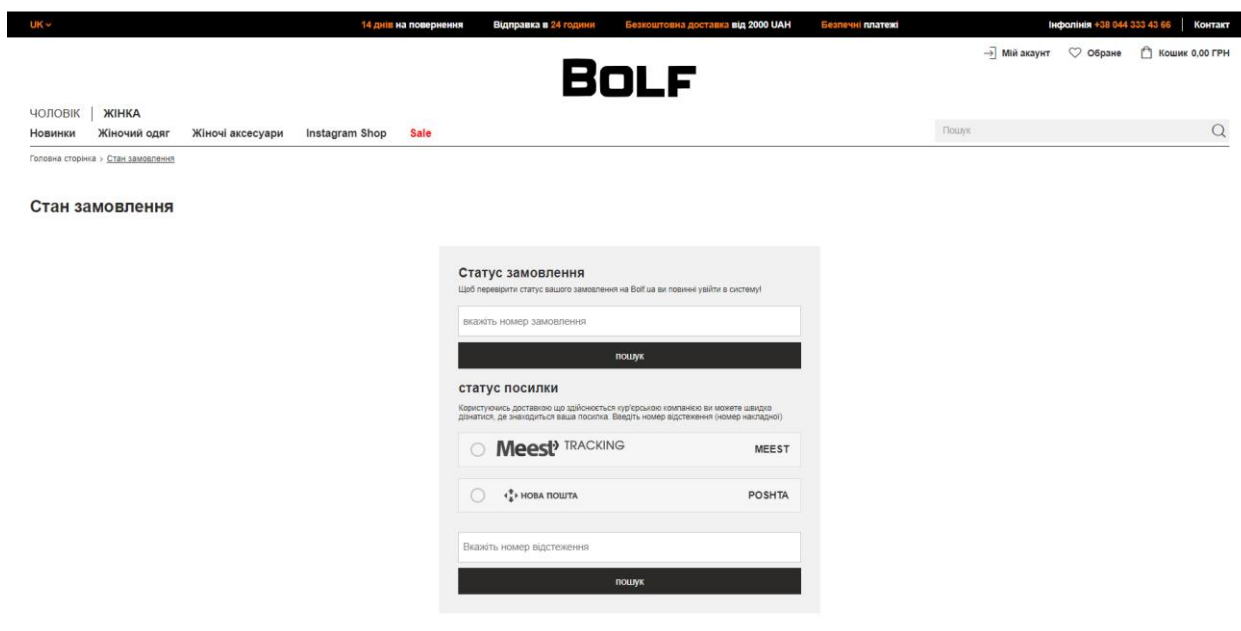 UK
14 днів на повернення
Відправка в 24 години
Безкоштовна доставка від 2000 UAH
Безпечні платежі
Інфолінія +38 044 333 43 66
Контакт
Мій акаунт
Обране
Кошик 0,00 ГРН
BOLF
ЧОЛОВІК | ЖІНКА
Новинки
Жіночий одяг
Жіночі аксесуари
Instagram Shop
Sale
Пошук
Головна сторінка > Стан замовлення
Стан замовлення
Статус замовлення
Щоб перевірити статус вашого замовлення на Bolf.ua ви повинні увійти в систему!
вкажіть номер замовлення
пошук
статус посилки
Користуючись доставкою що здійснюється кур'єрською компанією ви можете швидко
дізнатися, де знаходиться ваша посилка. Введіть номер відстеження (номер накладної)
Meest TRACKING
MEEST
НОВА ПОШТА
POSHTA
Вкажіть номер відстеження
пошук